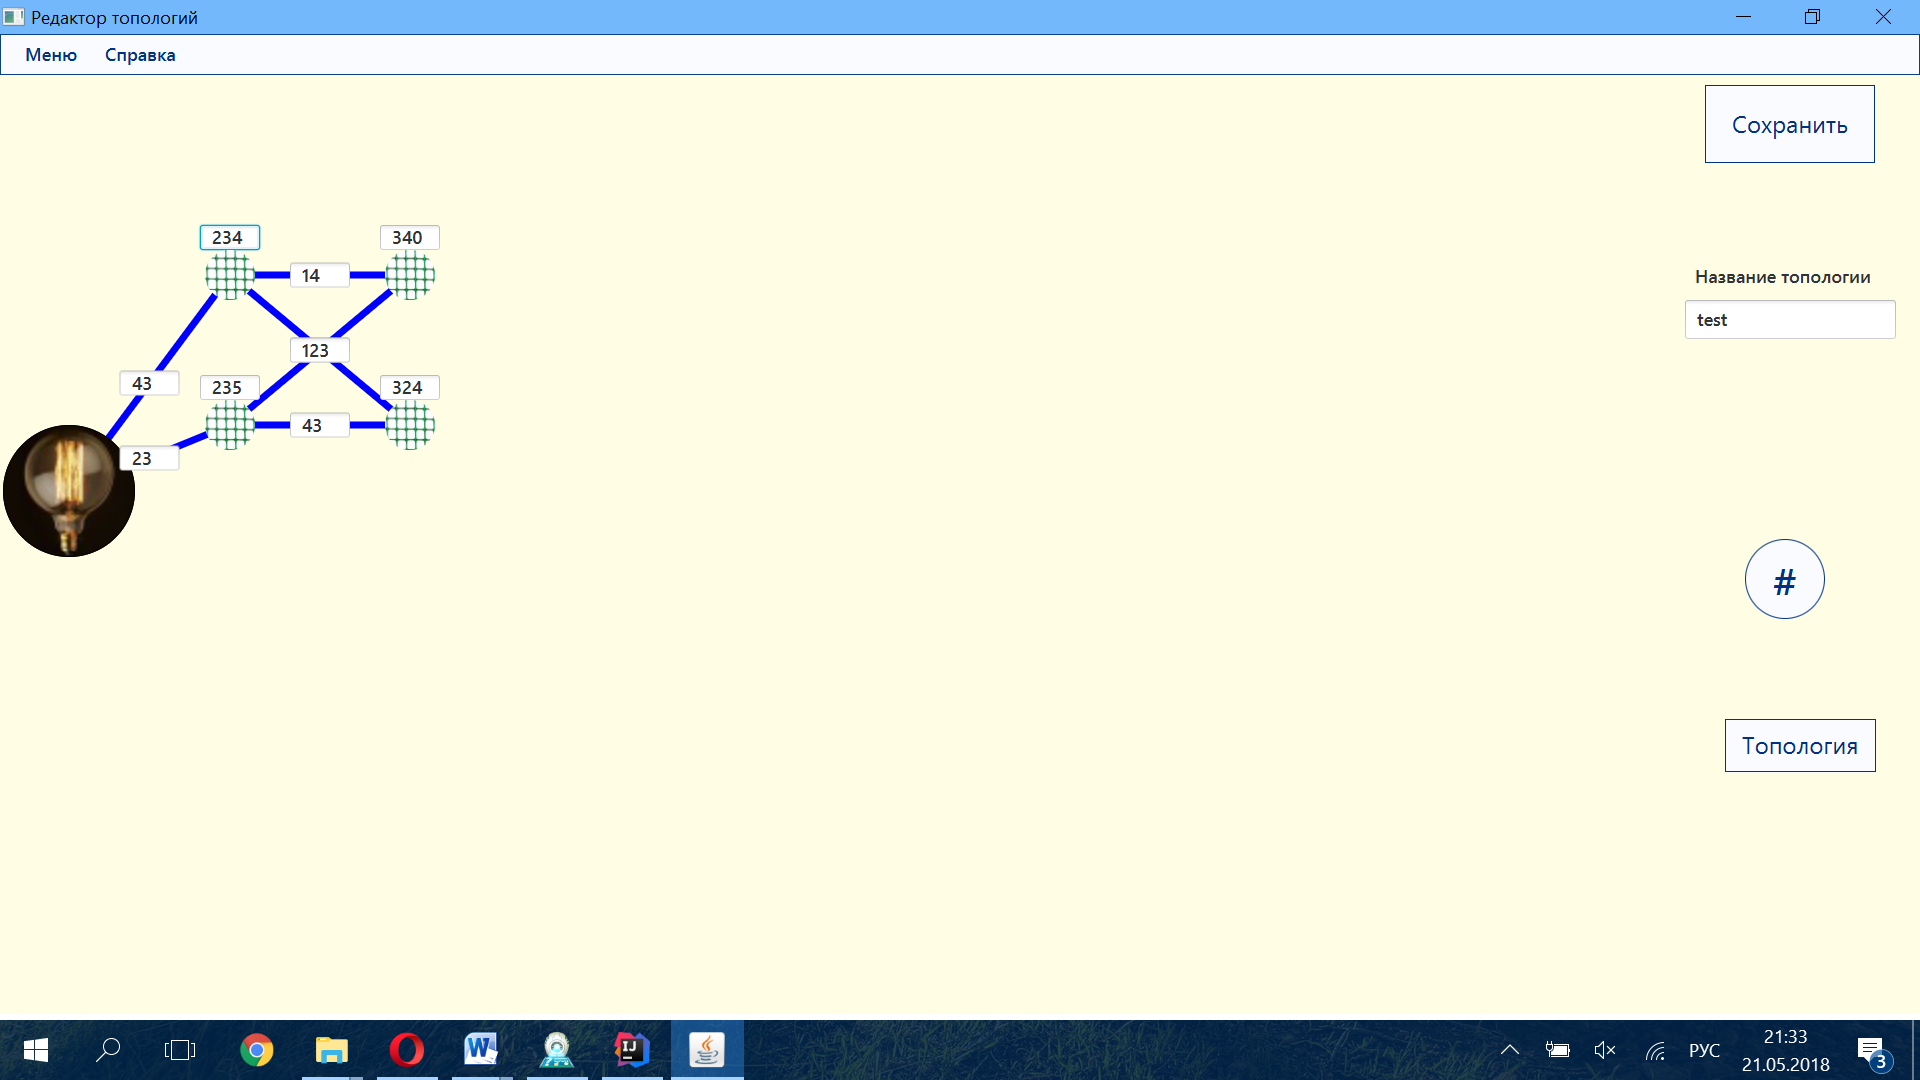 Редактор топологий
Меню Справка
Сохранить
234 340
14
Название топологии
test
123
43
235 324
43
23
#
Топология
W
IJ
РУС
21:33
21.05.2018
3